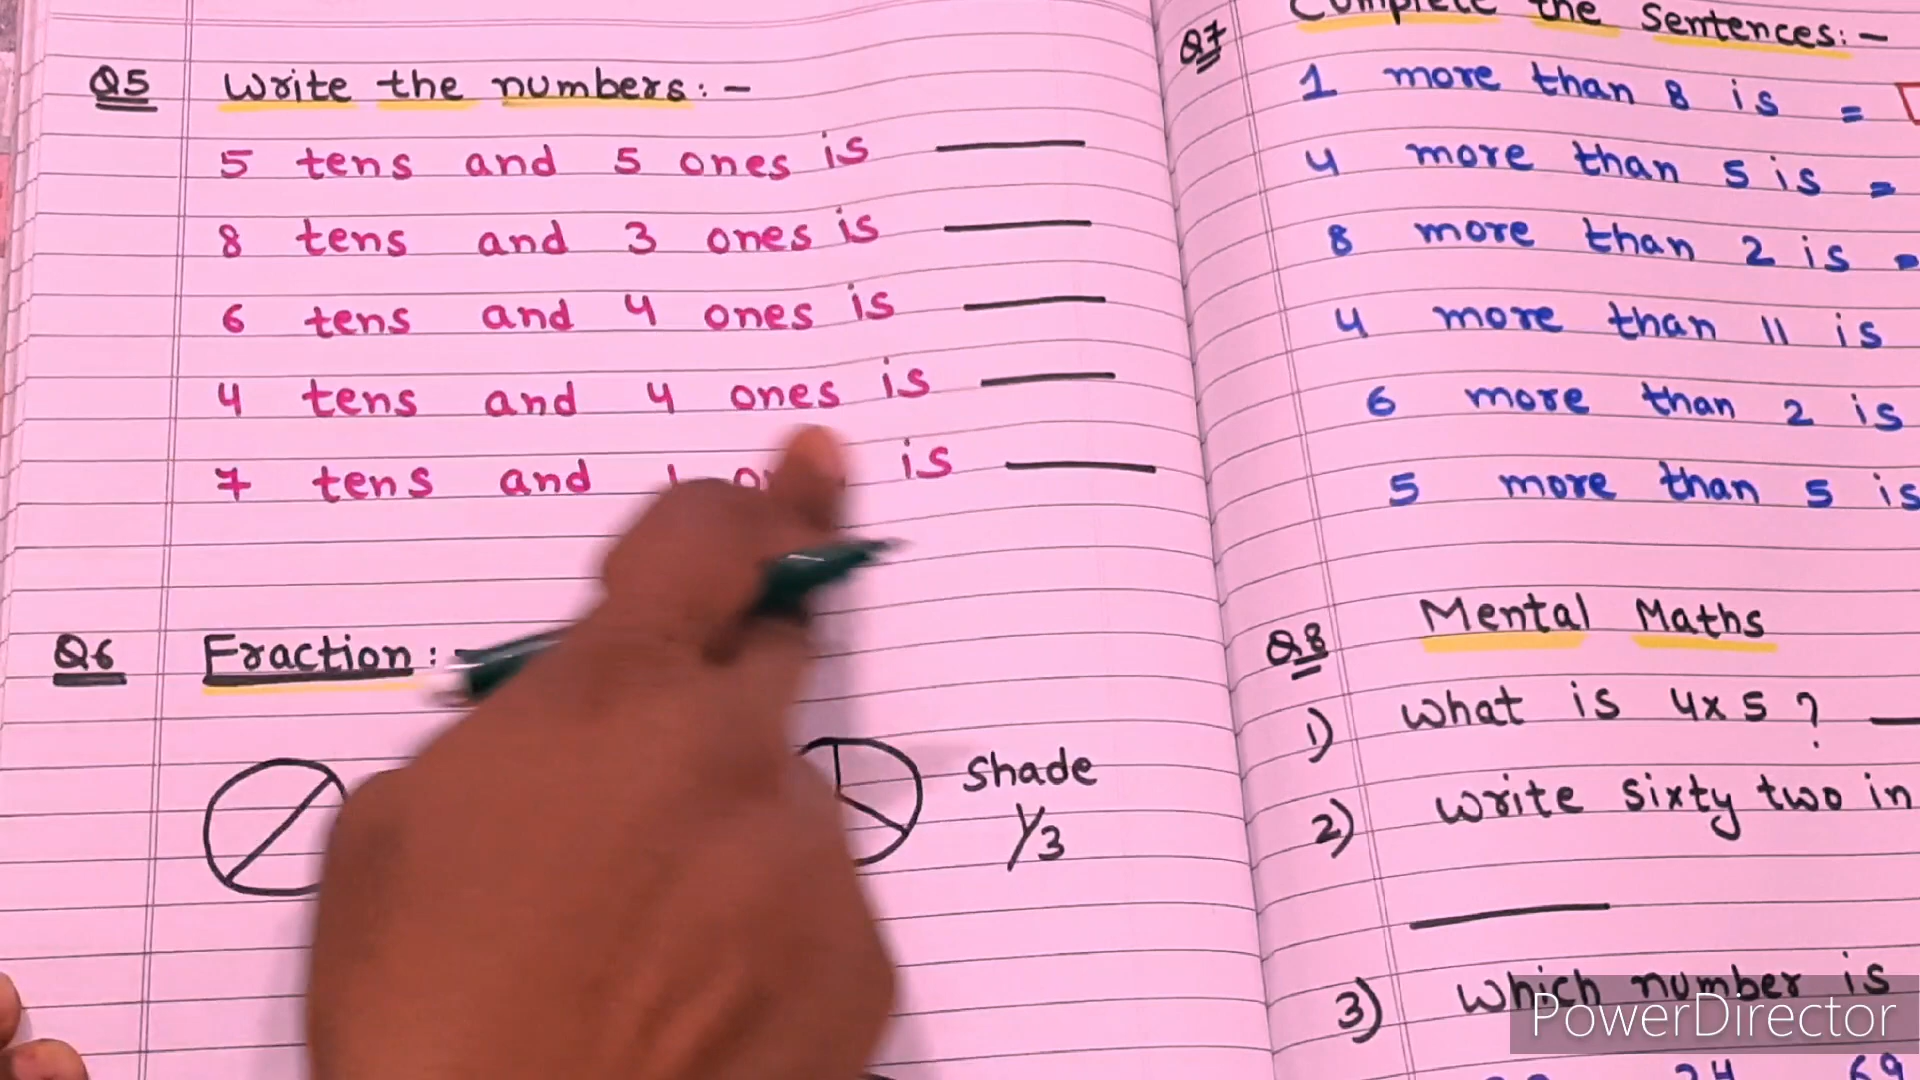 Q5 Write the numbers:-
5 tens and 5 ones is
8 tens and 3 ones is
6 tens and 4 ones is
4 tens and 4 ones is
7 tens and is
Q6 Fraction:
Shade
1/3
Q7 Complete the Sentences:-
1 more than 8 is =
4 more than 5 is =
8 more than 2 is
4 more than 11 is
6 more than 2 is
5 more than 5 is
Q8 Mental Maths
1) What is 4x5?
2) Write sixty two in
3) Which number is
24 69
PowerDirector